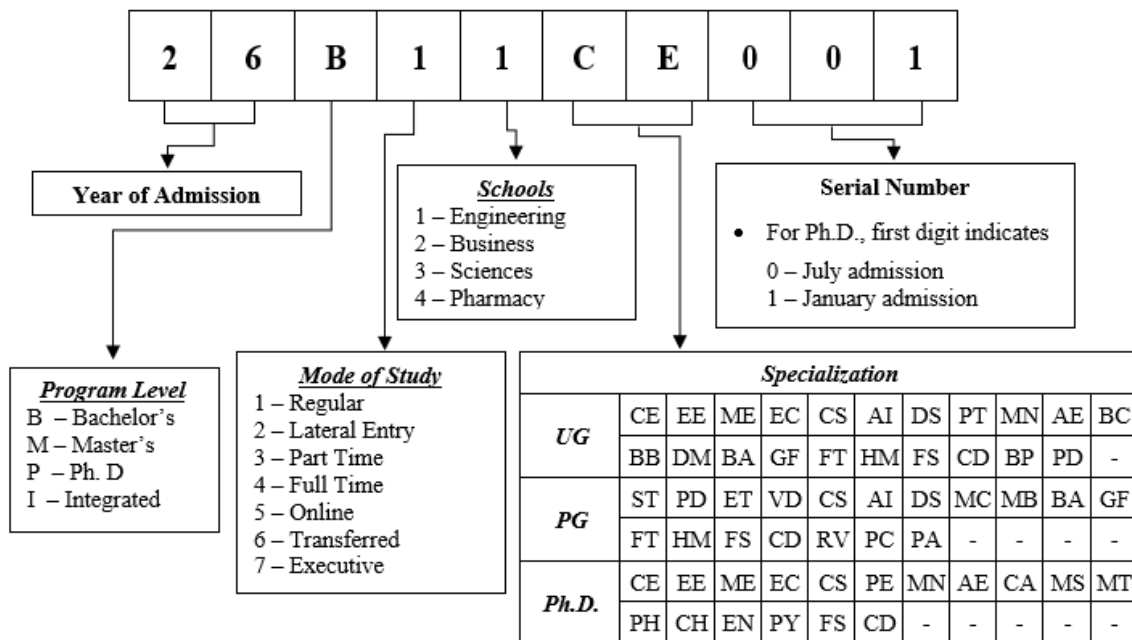 2 6 B 1 1 C E 0 0 1
Year of Admission
Schools
1 – Engineering
2 – Business
3 – Sciences
4 – Pharmacy
Serial Number
• For Ph.D., first digit indicates
0 – July admission
1 – January admission
Program Level
B – Bachelor’s
M – Master’s
P – Ph. D
I – Integrated
Mode of Study
1 – Regular
2 – Lateral Entry
3 – Part Time
4 – Full Time
5 – Online
6 – Transferred
7 – Executive
Specialization
UG
CE EE ME EC CS AI DS PT MN AE BC
BB DM BA GF FT HM FS CD BP PD -
PG
ST PD ET VD CS AI DS MC MB BA GF
FT HM FS CD RV PC PA - - - -
Ph.D.
CE EE ME EC CS PE MN AE CA MS MT
PH CH EN PY FS CD - - - - -